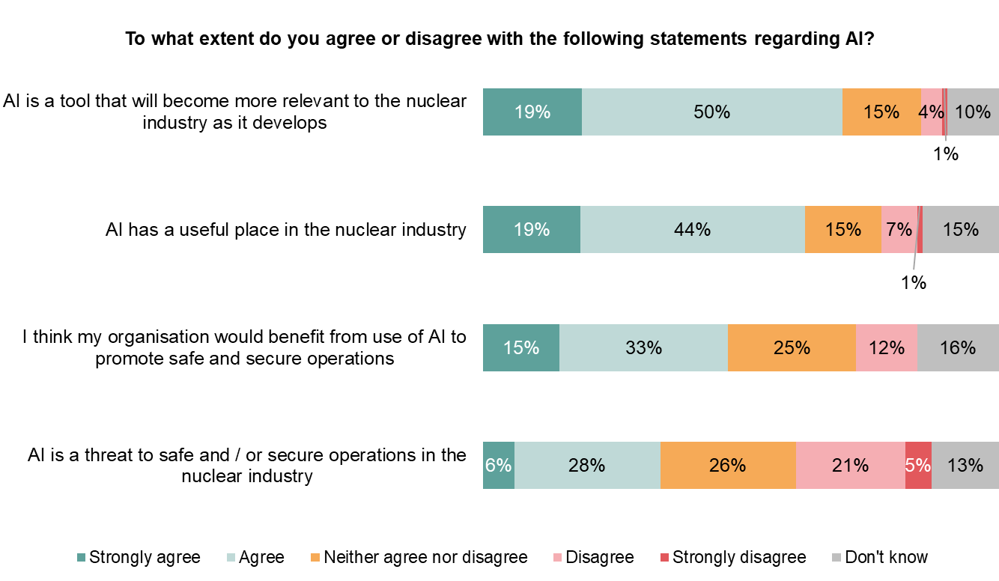 To what extent do you agree or disagree with the following statements regarding AI?
AI is a tool that will become more relevant to the nuclear
industry as it develops
19% 50% 15% 4% 10%
1%
AI has a useful place in the nuclear industry
19% 44% 15% 7% 15%
1%
I think my organisation would benefit from use of AI to
promote safe and secure operations
15% 33% 25% 12% 16%
AI is a threat to safe and / or secure operations in the
nuclear industry
6% 28% 26% 21% 5% 13%
Strongly agree Agree Neither agree nor disagree Disagree Strongly disagree Don't know